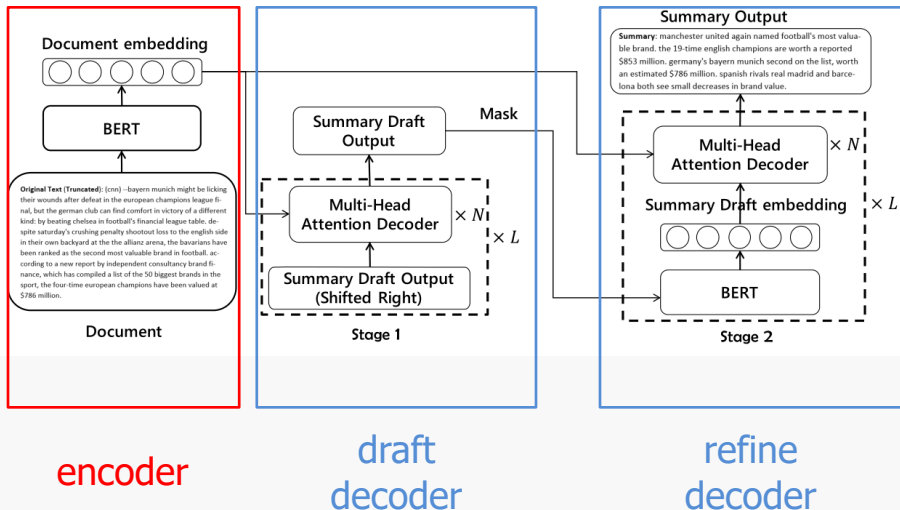 Document embedding
BERT
Original Text (Truncated): (cnn) --bayern munich might be licking
their wounds after defeat in the european champions league fi-
nal, but the german club can find comfort in victory of a different
kind: by beating chelsea in football's financial league table. de-
spite saturday's crushing penalty shootout loss to the english side
in their own backyard at the the allianz arena, the bavarians have
been ranked as the second most valuable brand in football. ac-
cording to a new report by independent consultancy brand fi-
nance, which has compiled a list of the 50 biggest brands in the
sport, the four-time european champions have been valued at
$786 million.
Document
encoder
Summary Draft
Output
Mask
Multi-Head
Attention Decoder
× N
× L
Summary Draft Output
(Shifted Right)
Stage 1
draft
decoder
Summary Output
Summary: manchester united again named football's most valua-
ble brand. the 19-time english champions are worth a reported
$853 million. germany's bayern munich second on the list, worth
an estimated $786 million. spanish rivals real madrid and barce-
lona both see small decreases in brand value.
Multi-Head
Attention Decoder
× N
Summary Draft embedding
× L
BERT
Stage 2
refine
decoder